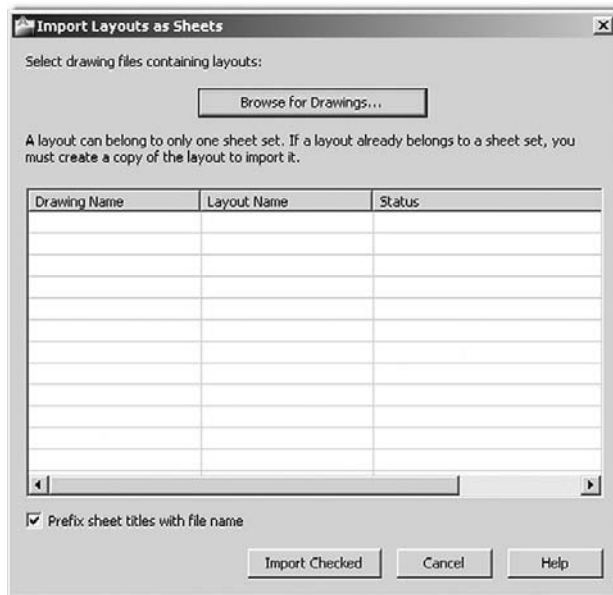 Import Layouts as Sheets
Select drawing files containing layouts:
Browse for Drawings...
A layout can belong to only one sheet set. If a layout already belongs to a sheet set, you
must create a copy of the layout to import it.
Drawing Name Layout Name Status
Prefix sheet titles with file name
Import Checked Cancel Help